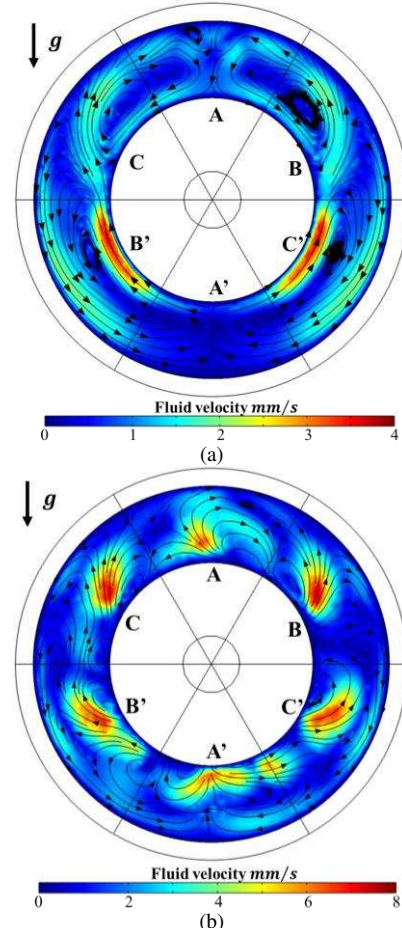 g
A
C
B
B'
C'
A'
Fluid velocity mm/s
0 1 2 3 4
(a)
g
A
C
B
B'
C'
A'
Fluid velocity mm/s
0 2 4 6 8
(b)